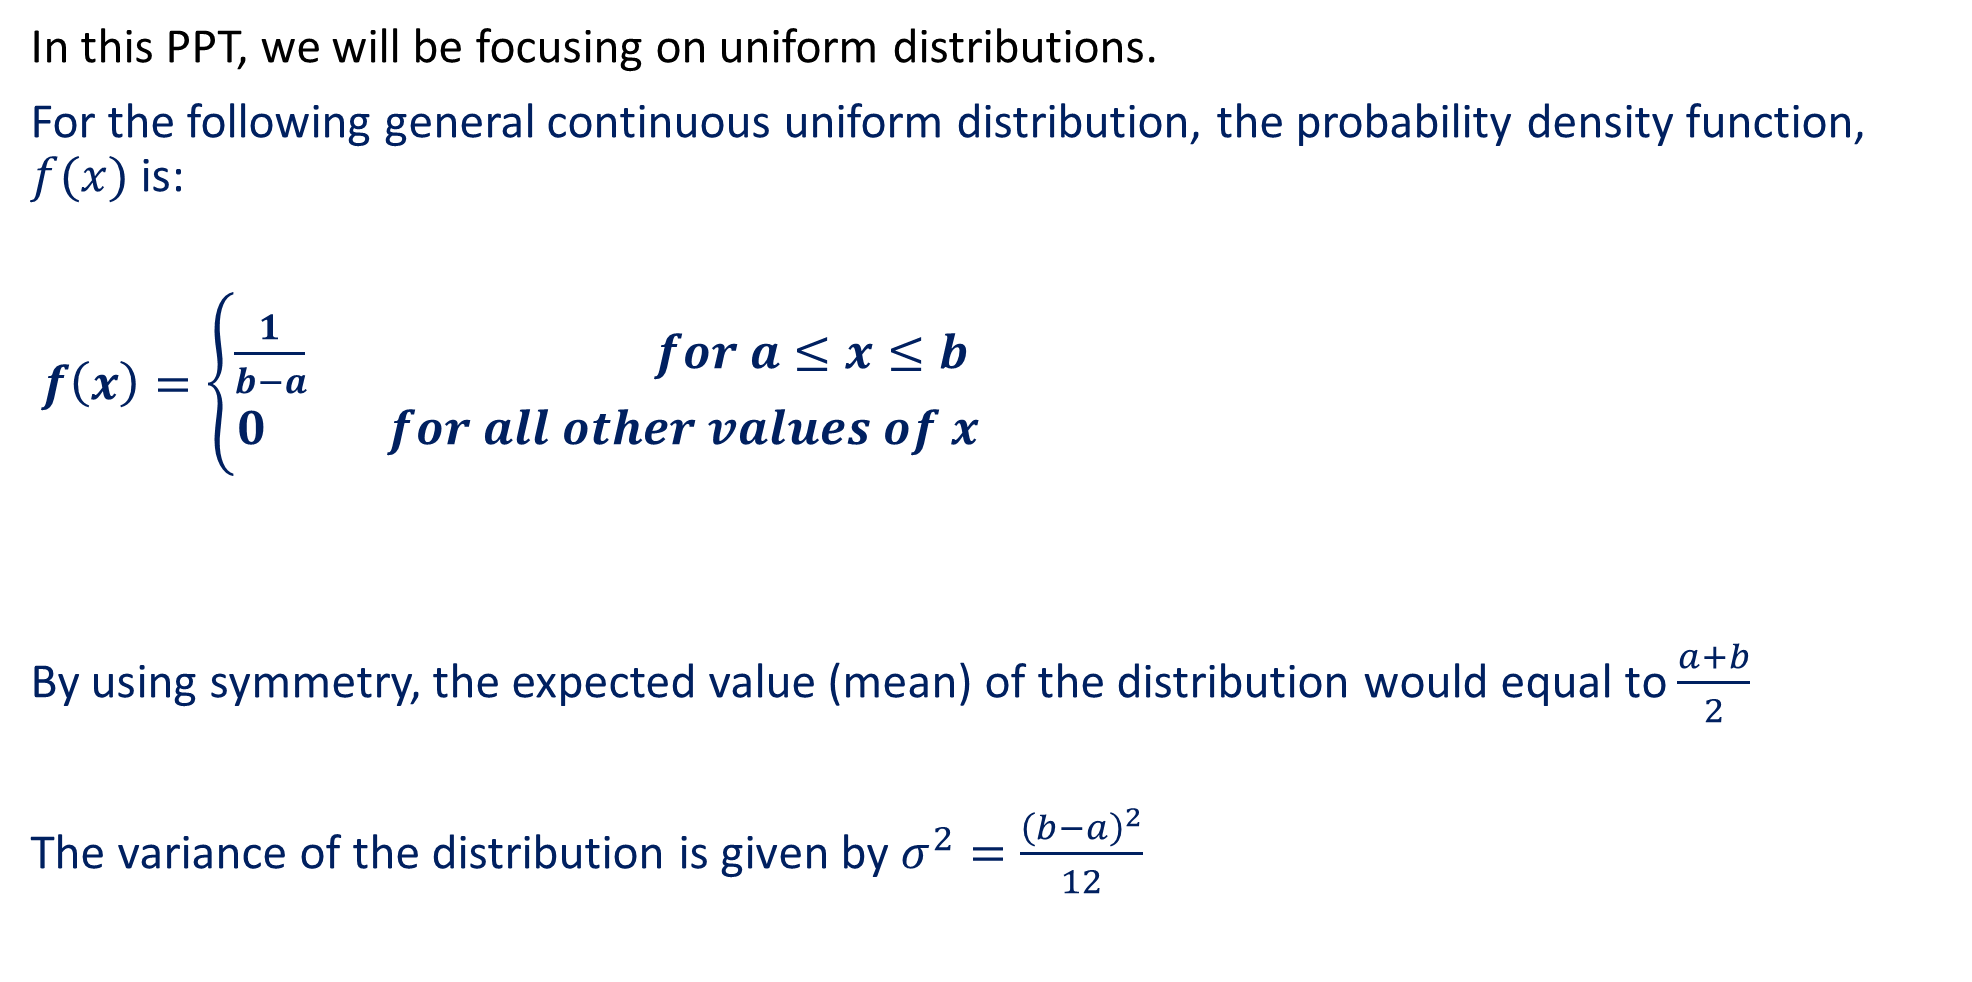 In this PPT, we will be focusing on uniform distributions.
For the following general continuous uniform distribution, the probability density function,
f(x) is:
f(x) = { 1/(b−a) for a ≤ x ≤ b
0 for all other values of x
By using symmetry, the expected value (mean) of the distribution would equal to (a+b)/2
The variance of the distribution is given by σ² = (b−a)²/12